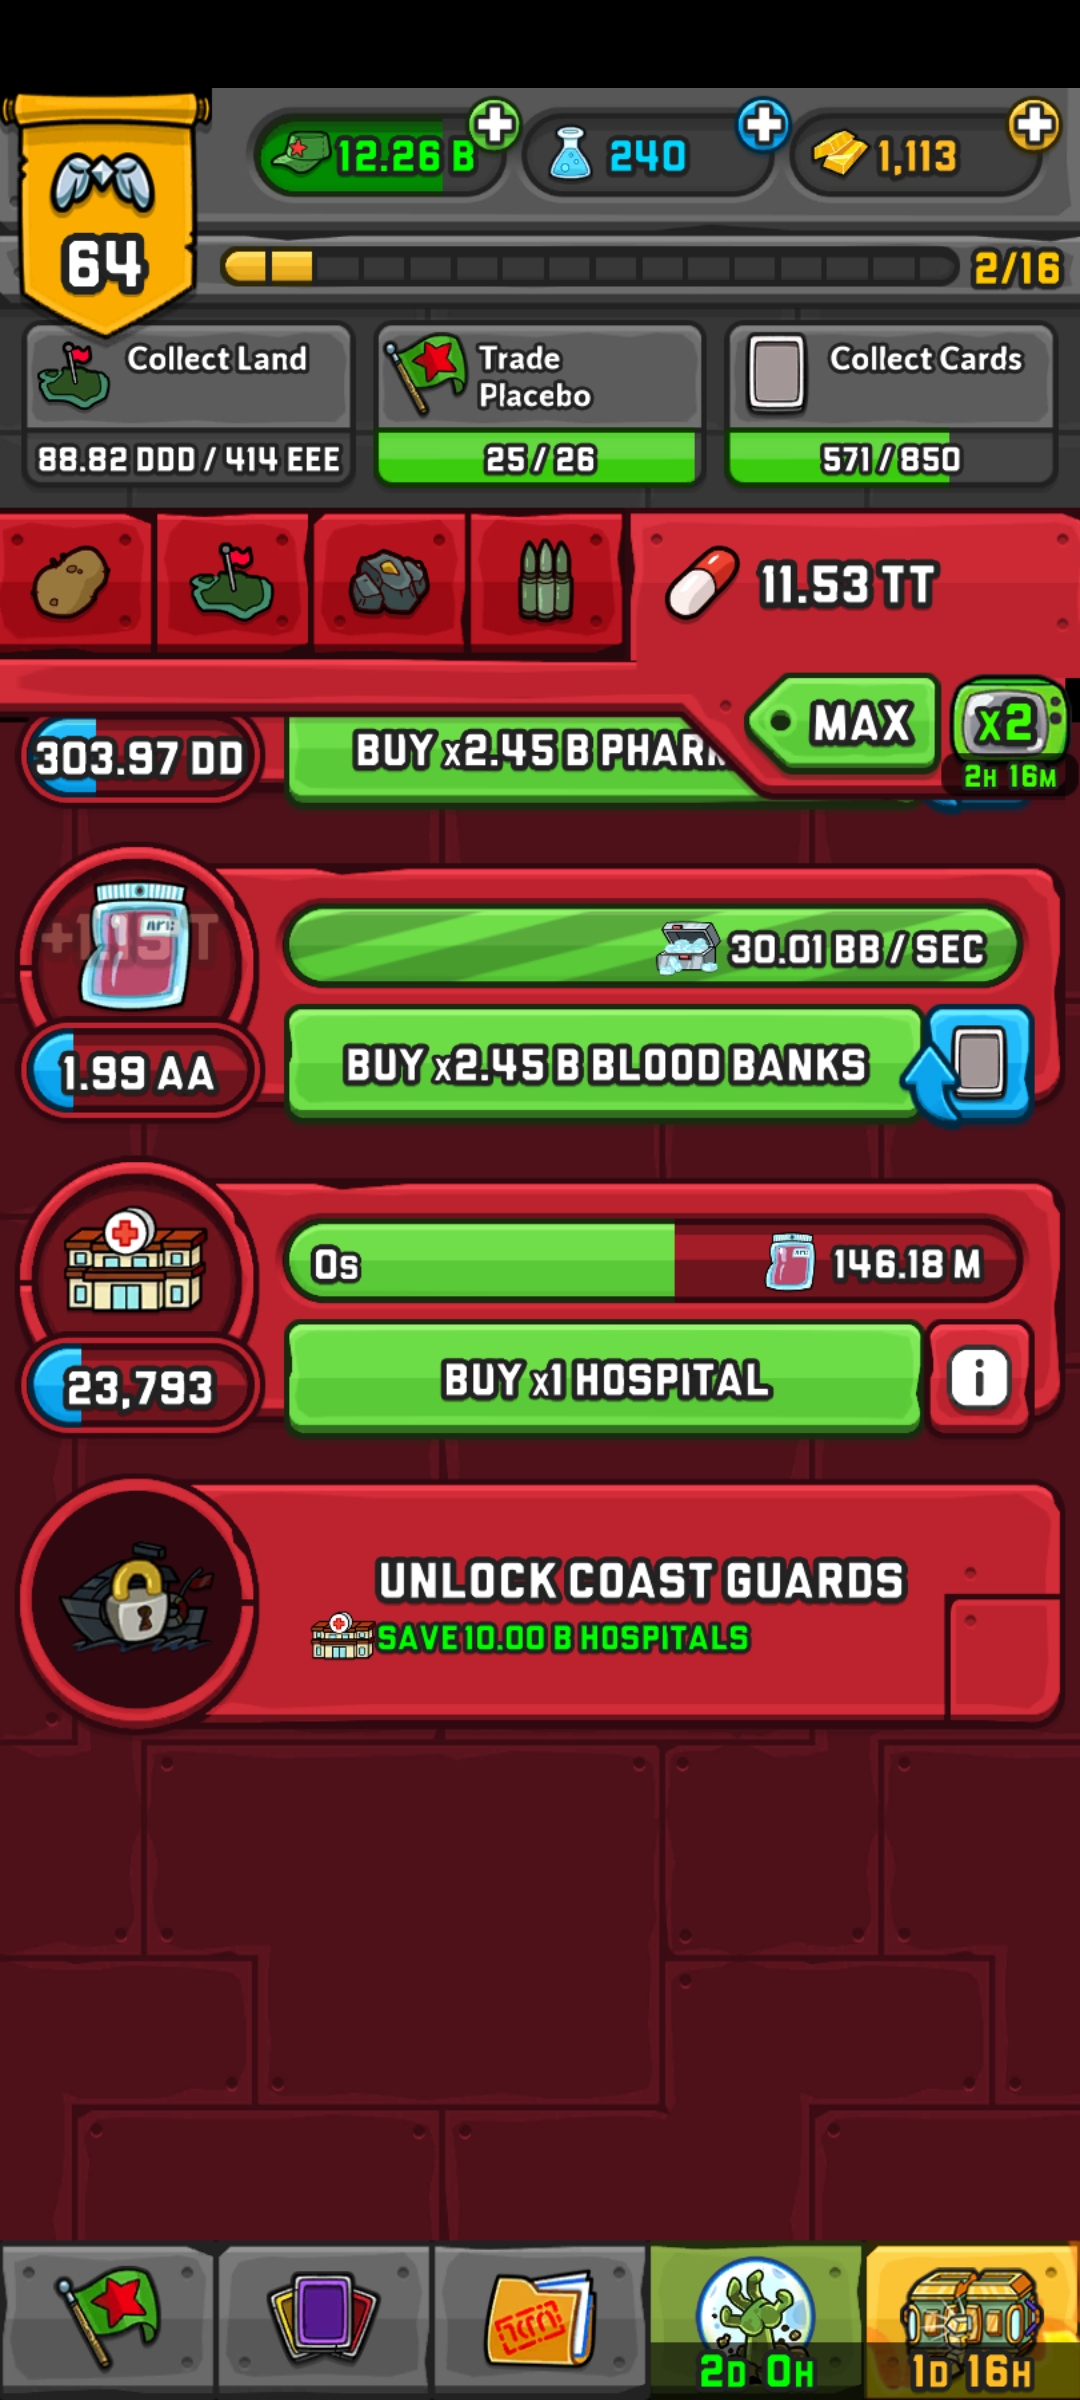 12.26 B
240
1,113
64
2/16
Collect Land
88.82 DDD / 414 EEE
Trade
Placebo
25 / 26
Collect Cards
571 / 850
11.53 TT
MAX
x2
2H 16M
303.97 DD
BUY x2.45 B
30.01 BB / SEC
1.99 AA
BUY x2.45 B BLOOD BANKS
0s
146.18 M
23,793
BUY x1 HOSPITAL
i
UNLOCK COAST GUARDS
SAVE 10.00 B HOSPITALS
2D 0H
1D 16H